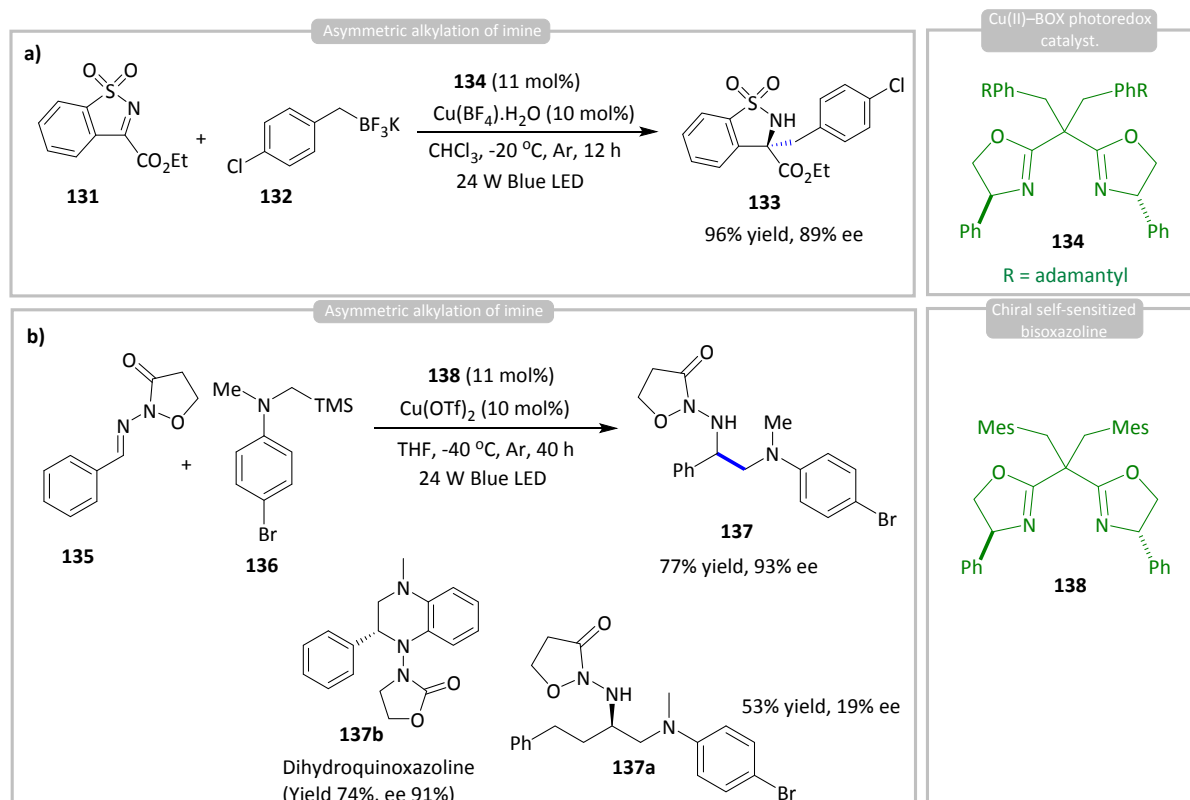 Asymmetric alkylation of imine
a)
O O
S
N
CO2Et
131
+
BF3K
Cl
132
134 (11 mol%)
Cu(BF4).H2O (10 mol%)
CHCl3, -20 °C, Ar, 12 h
24 W Blue LED
O O
S
NH
Cl
CO2Et
133
96% yield, 89% ee
Cu(II)–BOX photoredox
catalyst.
RPh
PhR
O
O
N
N
Ph
Ph
134
R = adamantyl
Asymmetric alkylation of imine
b)
O
N
O
N
135
+
Me
N
TMS
Br
136
138 (11 mol%)
Cu(OTf)2 (10 mol%)
THF, -40 °C, Ar, 40 h
24 W Blue LED
O
N
O
NH
Me
N
Ph
Br
137
77% yield, 93% ee
N
N
N
O
O
137b
Dihydroquinoxazoline
(Yield 74%, ee 91%)
O
N
O
NH
N
Ph
Br
137a
53% yield, 19% ee
Chiral self-sensitized
bisoxazoline
Mes
Mes
O
O
N
N
Ph
Ph
138